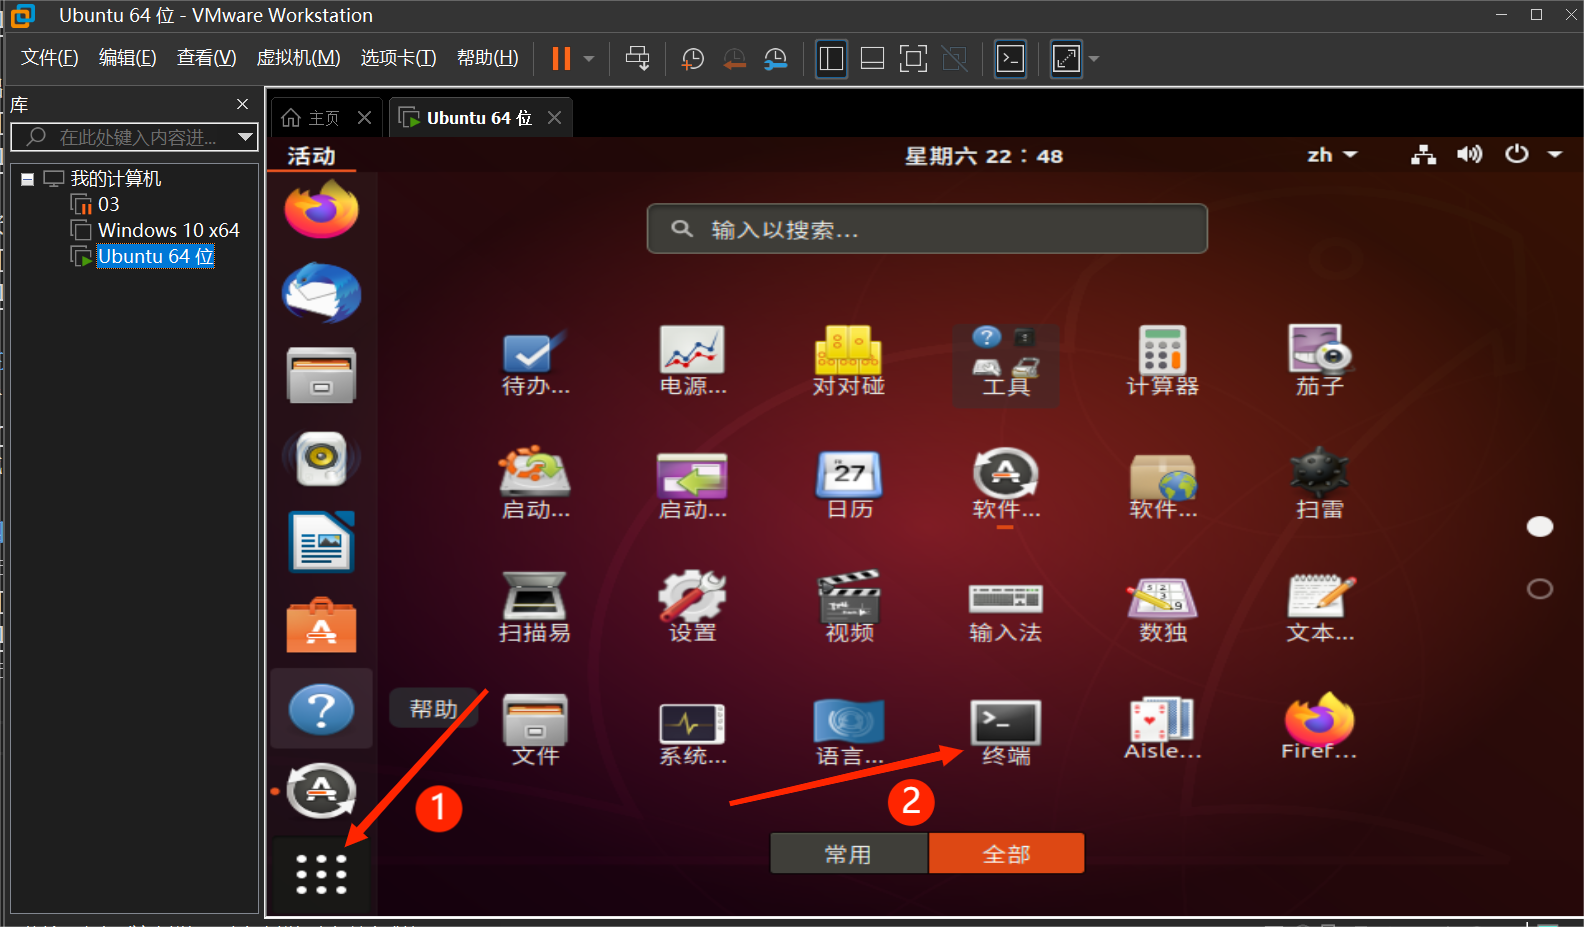 Ubuntu 64 位 - VMware Workstation
文件(F) 编辑(E) 查看(V) 虚拟机(M) 选项卡(T) 帮助(H)
库
在此处键入内容进...
我的计算机
03
Windows 10 x64
Ubuntu 64 位
主页
Ubuntu 64 位
活动
星期六 22：48
zh
输入以搜索...
待办...
电源...
对对碰
工具
计算器
茄子
启动...
启动...
27
日历
软件...
软件...
扫雷
扫描易
设置
视频
输入法
数独
文本...
帮助
文件
系统...
语言...
终端
Aisle...
Firef...
1
2
常用
全部